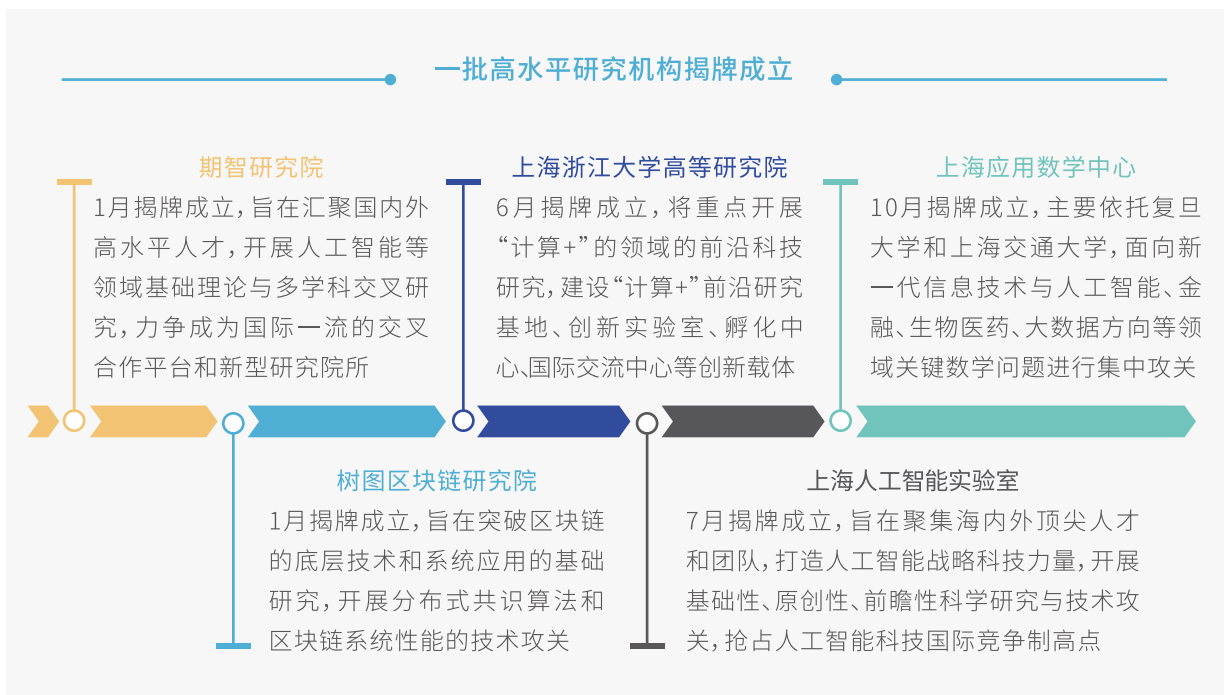 一批高水平研究机构揭牌成立
期智研究院
1月揭牌成立，旨在汇聚国内外
高水平人才，开展人工智能等
领域基础理论与多学科交叉研
究，力争成为国际一流的交叉
合作平台和新型研究院所
上海浙江大学高等研究院
6月揭牌成立，将重点开展
“计算+”的领域的前沿科技
研究，建设“计算+”前沿研究
基地、创新实验室、孵化中
心、国际交流中心等创新载体
上海应用数学中心
10月揭牌成立，主要依托复旦
大学和上海交通大学，面向新
一代信息技术与人工智能、金
融、生物医药、大数据方向等领
域关键数学问题进行集中攻关
树图区块链研究院
1月揭牌成立，旨在突破区块链
的底层技术和系统应用的基础
研究，开展分布式共识算法和
区块链系统性能的技术攻关
上海人工智能实验室
7月揭牌成立，旨在聚集海内外顶尖人才
和团队，打造人工智能战略科技力量，开展
基础性、原创性、前瞻性科学研究与技术攻
关，抢占人工智能科技国际竞争制高点